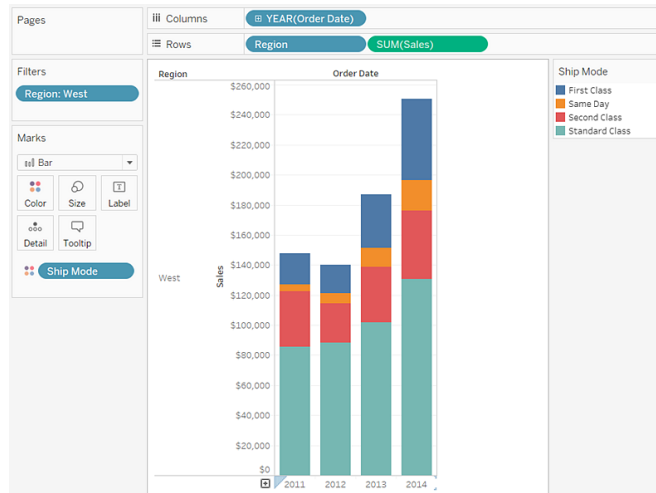 Pages
Columns
YEAR(Order Date)
Rows
Region
SUM(Sales)
Filters
Region: West
Marks
Bar
Color
Size
Label
Detail
Tooltip
Ship Mode
Region
Order Date
$260,000
$240,000
$220,000
$200,000
$180,000
$160,000
$140,000
$120,000
$100,000
$80,000
$60,000
$40,000
$20,000
$0
West
Sales
2011
2012
2013
2014
Ship Mode
First Class
Same Day
Second Class
Standard Class